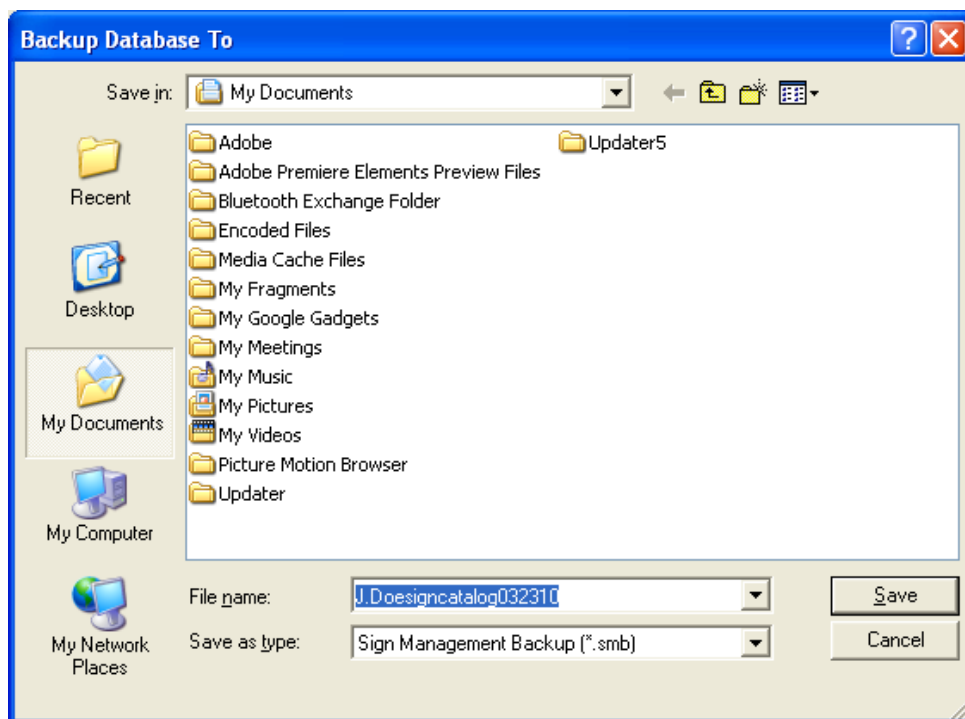 Backup Database To
Save in: My Documents
Recent
Desktop
My Documents
My Computer
My Network
Places
Adobe
Adobe Premiere Elements Preview Files
Bluetooth Exchange Folder
Encoded Files
Media Cache Files
My Fragments
My Google Gadgets
My Meetings
My Music
My Pictures
My Videos
Picture Motion Browser
Updater
Updater5
File name: J.Doesigncatalog032310
Save
Save as type: Sign Management Backup (*.smb)
Cancel